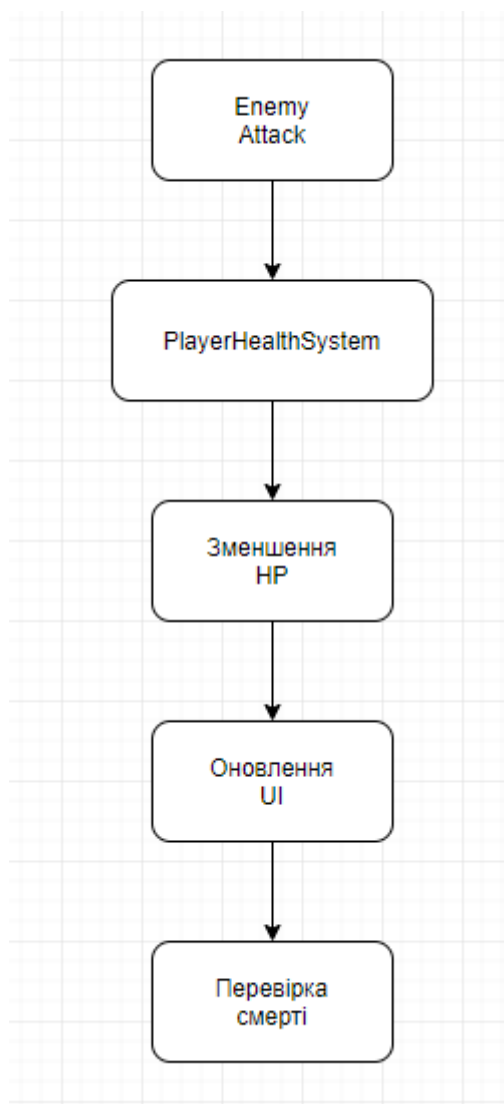 Enemy
Attack
PlayerHealthSystem
Зменшення
HP
Оновлення
UI
Перевірка
смерті